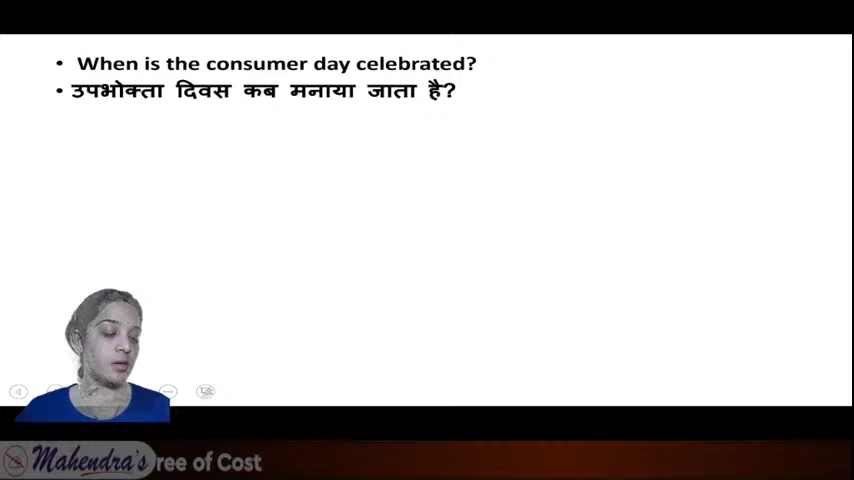 • When is the consumer day celebrated?
• उपभोक्ता दिवस कब मनाया जाता है?
Mahendra's ree of Cost